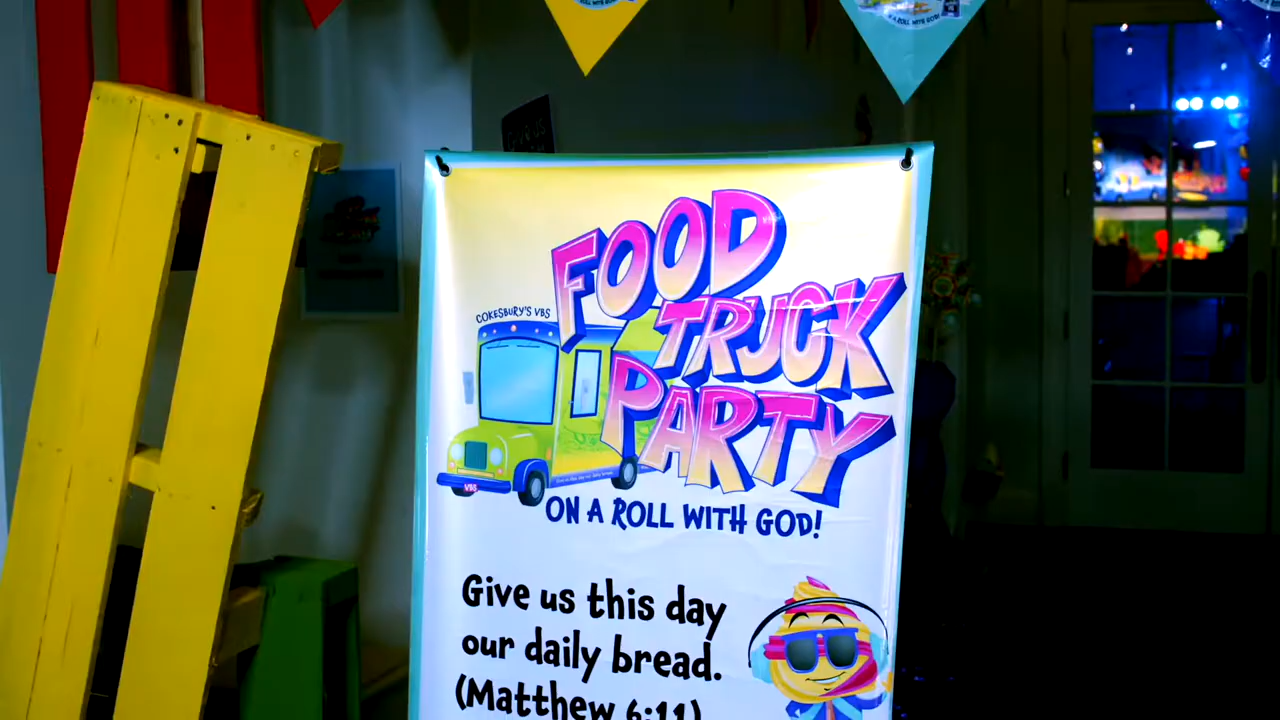 COKESBURY'S VBS
FOOD
TRUCK
PARTY
VBS
ON A ROLL WITH GOD!
Give us this day
our daily bread.
(Matthew 6:11)